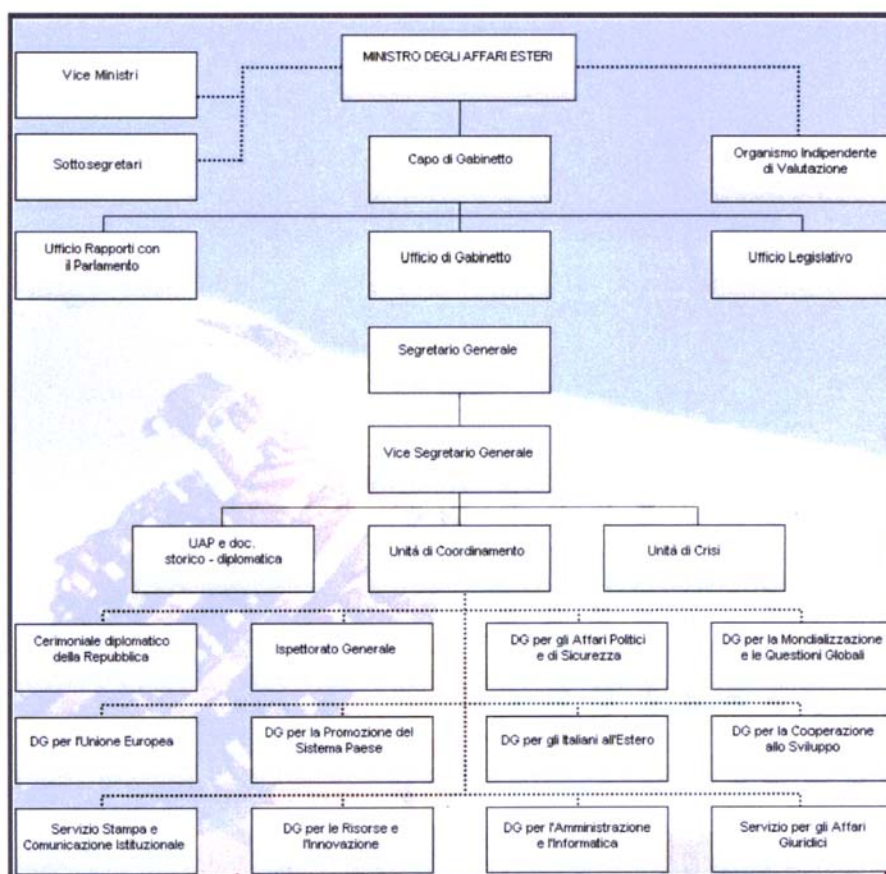 MINISTRO DEGLI AFFARI ESTERI
Vice Ministri
Sottosegretari
Capo di Gabinetto
Organismo Indipendente
di Valutazione
Ufficio Rapporti con
il Parlamento
Ufficio di Gabinetto
Ufficio Legislativo
Segretario Generale
Vice Segretario Generale
UAP e doc.
storico - diplomatica
Unitá di Coordinamento
Unitá di Crisi
Cerimoniale diplomatico
della Repubblica
Ispettorato Generale
DG per gli Affari Politici
e di Sicurezza
DG per la Mondializzazione
e le Questioni Globali
DG per l'Unione Europea
DG per la Promozione del
Sistema Paese
DG per gli Italiani all'Estero
DG per la Cooperazione
allo Sviluppo
Servizio Stampa e
Comunicazione Istituzionale
DG per le Risorse e
l'Innovazione
DG per l'Amministrazione
e l'Informatica
Servizio per gli Affari
Giuridici